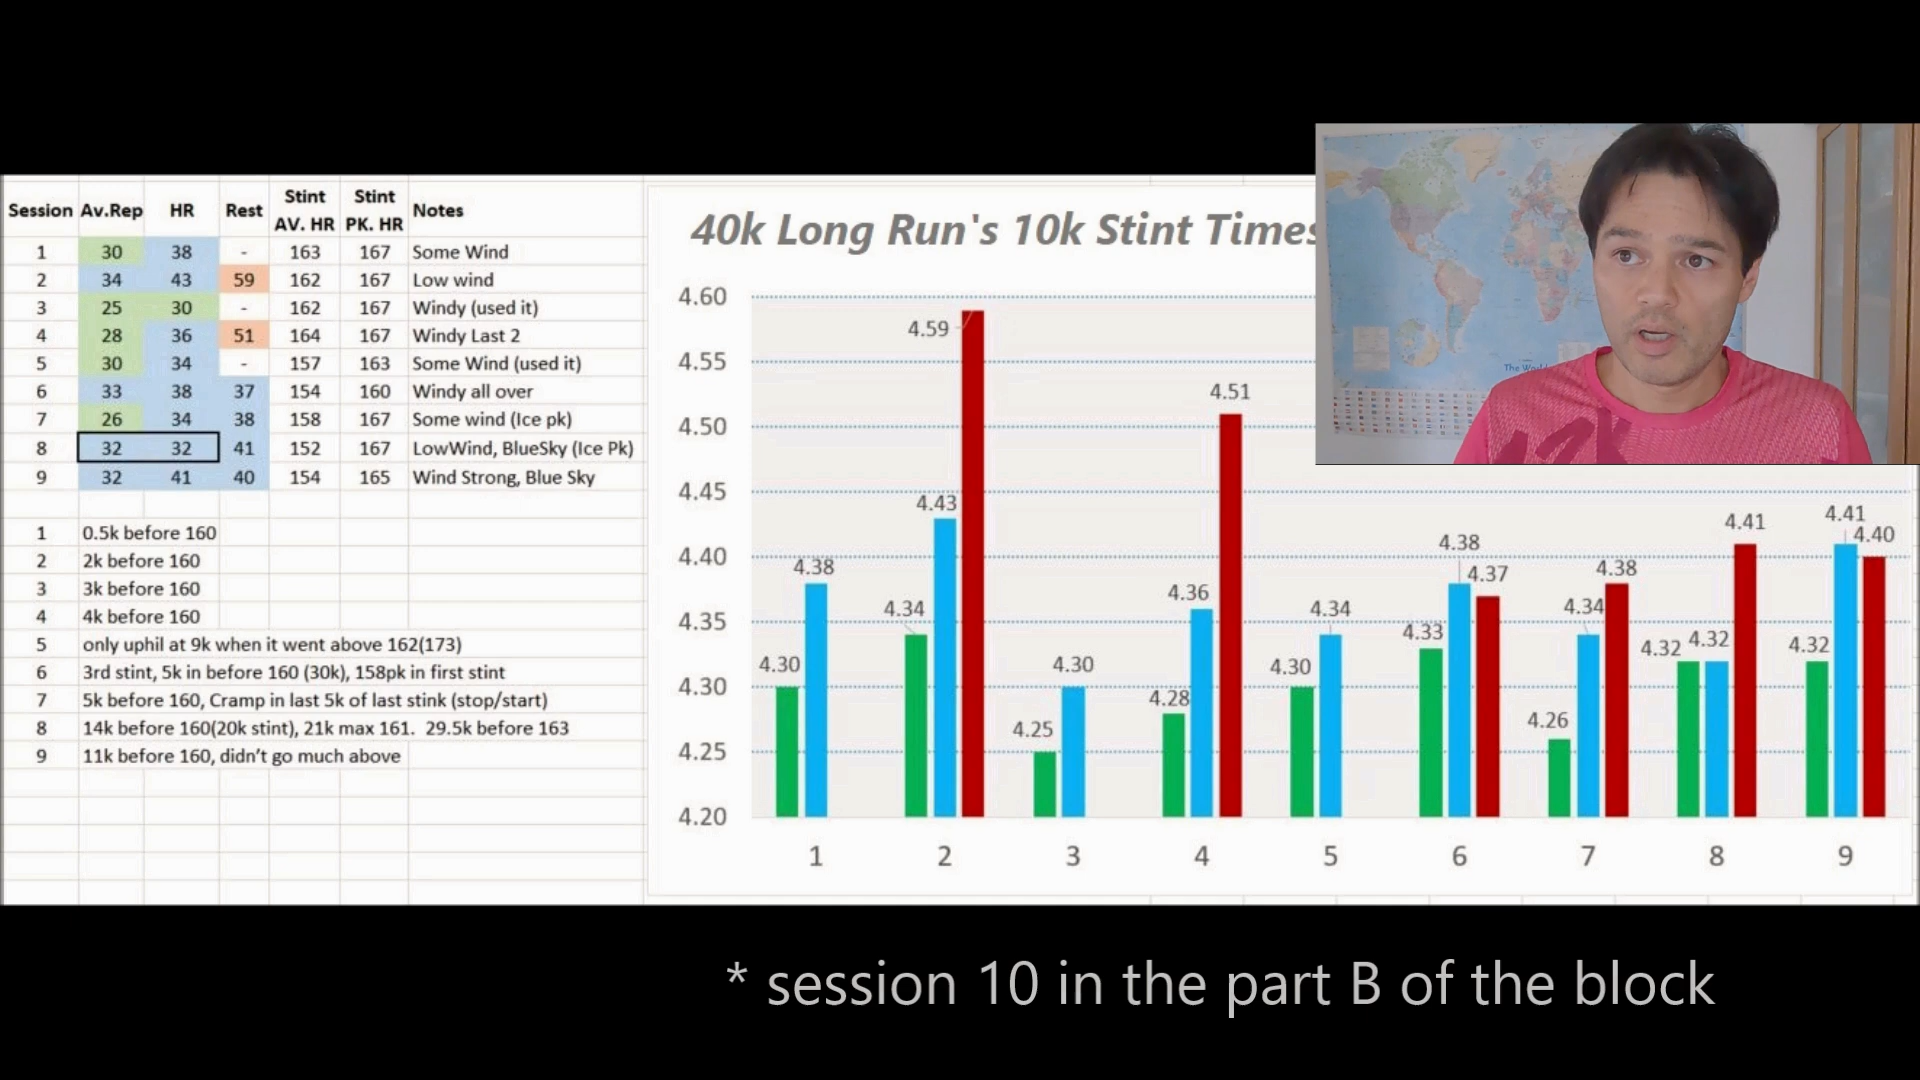 Session Av.Rep HR Rest Stint AV. HR Stint PK. HR Notes
1 30 38 - 163 167 Some Wind
2 34 43 59 162 167 Low wind
3 25 30 - 162 167 Windy (used it)
4 28 36 51 164 167 Windy Last 2
5 30 34 - 157 163 Some Wind (used it)
6 33 38 37 154 160 Windy all over
7 26 34 38 158 167 Some wind (Ice pk)
8 32 32 41 152 167 LowWind, BlueSky (Ice Pk)
9 32 41 40 154 165 Wind Strong, Blue Sky
1 0.5k before 160
2 2k before 160
3 3k before 160
4 4k before 160
5 only uphil at 9k when it went above 162(173)
6 3rd stint, 5k in before 160 (30k), 158pk in first stint
7 5k before 160, Cramp in last 5k of last stink (stop/start)
8 14k before 160(20k stint), 21k max 161. 29.5k before 163
9 11k before 160, didn't go much above
40k Long Run's 10k Stint Times
4.60
4.55
4.50
4.45
4.40
4.35
4.30
4.25
4.20
4.30 4.38
4.34 4.43 4.59
4.25 4.30
4.28 4.36 4.51
4.30 4.34
4.33 4.38 4.37
4.26 4.34 4.38
4.32 4.32 4.41
4.32 4.41 4.40
1 2 3 4 5 6 7 8 9
The World
* session 10 in the part B of the block